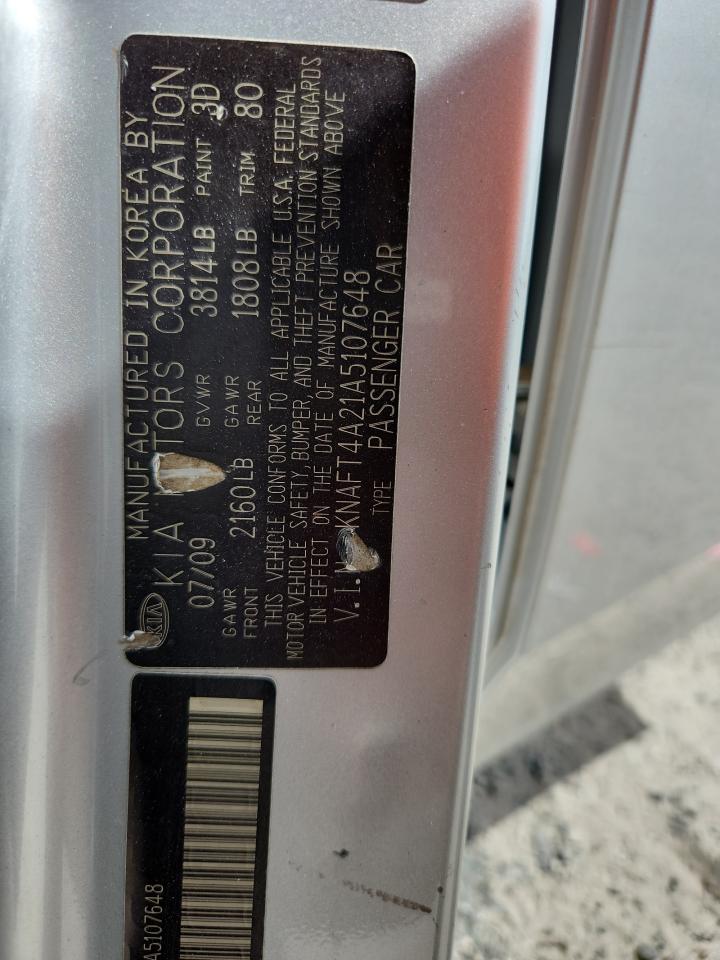 MANUFACTURED IN KOREA BY
KIA TORS CORPORATION
07/09 GVWR 3814LB PAINT 3D
GAWR FRONT 2160LB GAWR REAR 1808LB TRIM 80
THIS VEHICLE CONFORMS TO ALL APPLICABLE U.S.A. FEDERAL
MOTOR VEHICLE SAFETY, BUMPER, AND THEFT PREVENTION STANDARDS
IN EFFECT ON THE DATE OF MANUFACTURE SHOWN ABOVE
V.I.N KNAFT4A21A5107648
TYPE PASSENGER CAR
KIA
A5107648